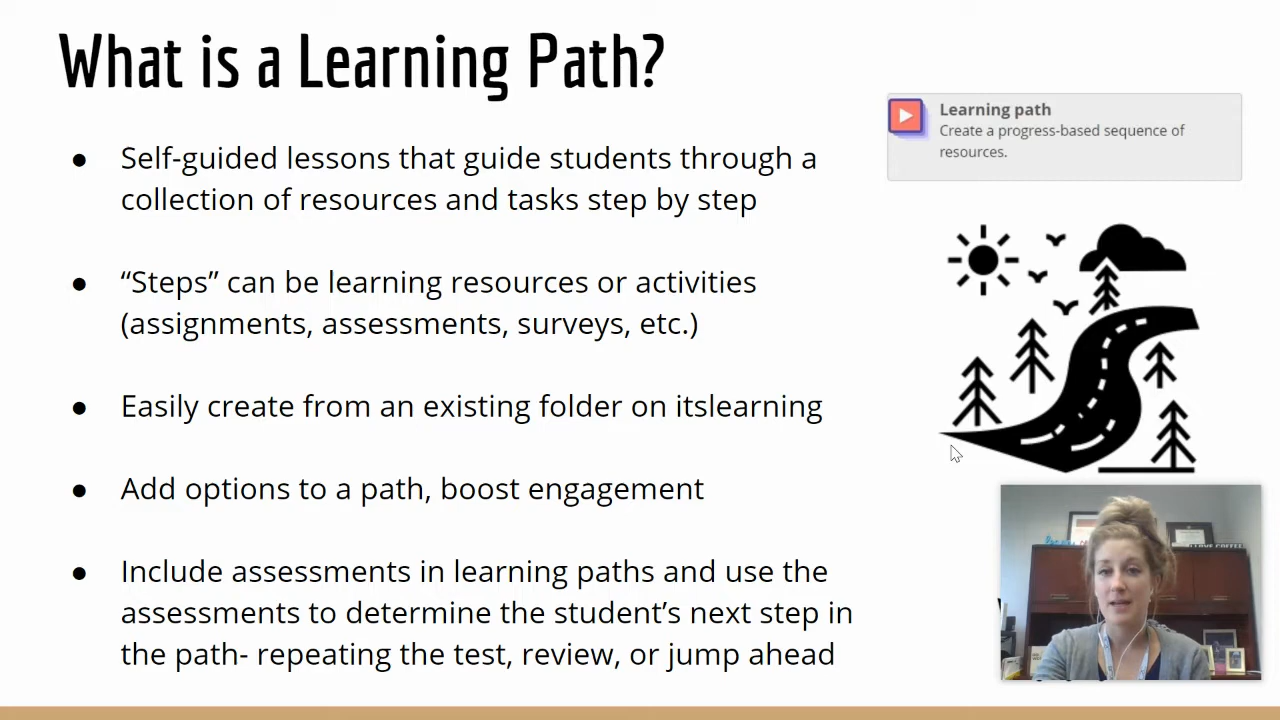 What is a Learning Path?
● Self-guided lessons that guide students through a
collection of resources and tasks step by step
● “Steps” can be learning resources or activities
(assignments, assessments, surveys, etc.)
● Easily create from an existing folder on itslearning
● Add options to a path, boost engagement
● Include assessments in learning paths and use the
assessments to determine the student’s next step in
the path- repeating the test, review, or jump ahead
Learning path
Create a progress-based sequence of
resources.
I LOVE COFFEE